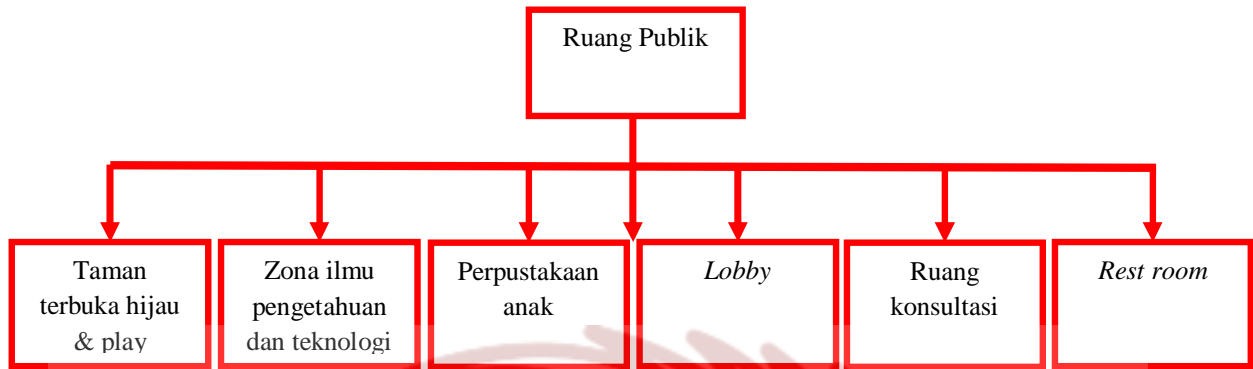 Ruang Publik
Taman
terbuka hijau
& play
Zona ilmu
pengetahuan
dan teknologi
Perpustakaan
anak
Lobby
Ruang
konsultasi
Rest room